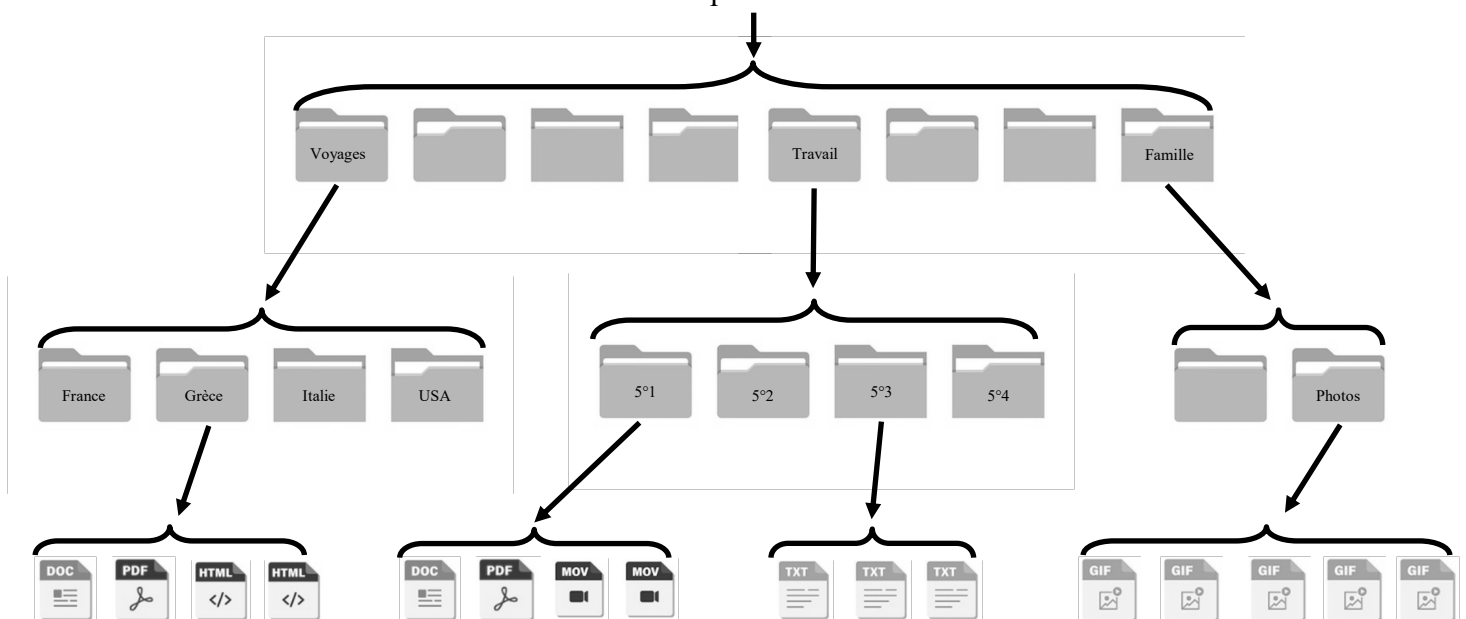 Voyages Travail Famille
France Grèce Italie USA 5°1 5°2 5°3 5°4 Photos
DOC PDF HTML HTML DOC PDF MOV MOV TXT TXT TXT GIF GIF GIF GIF GIF